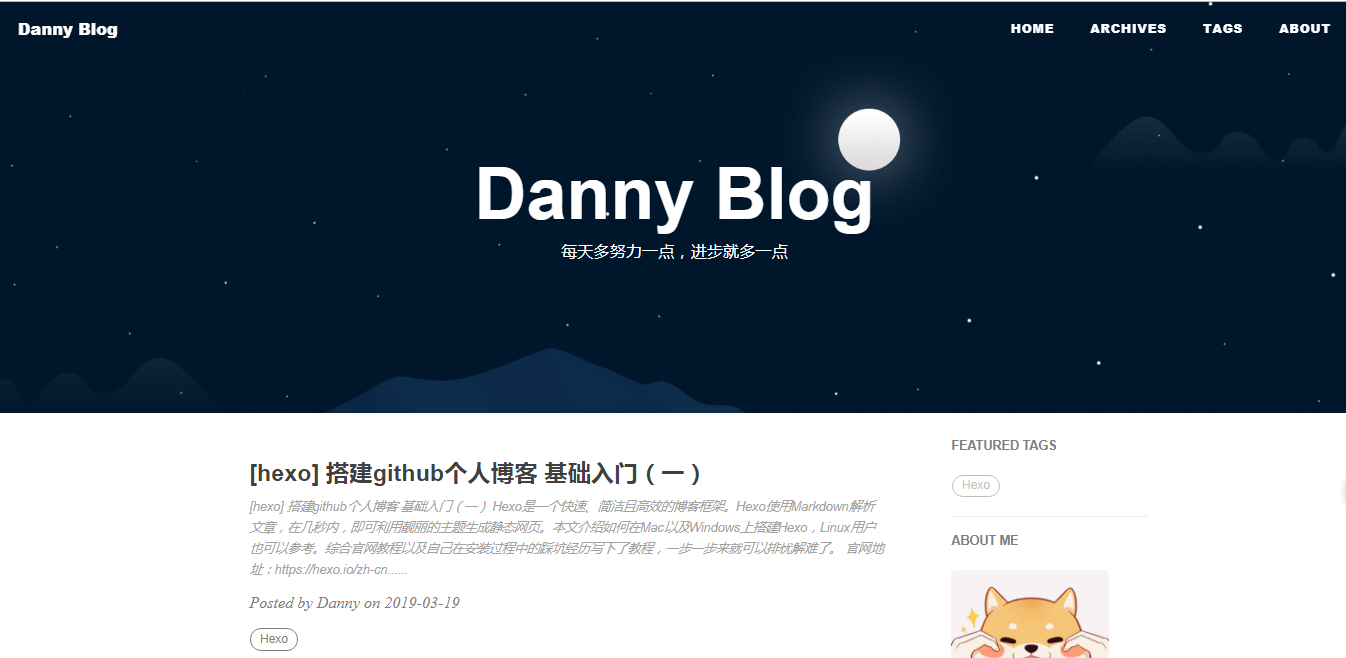 Danny Blog
HOME ARCHIVES TAGS ABOUT
Danny Blog
每天多努力一点，进步就多一点
[hexo] 搭建github个人博客 基础入门（一）
[hexo] 搭建github个人博客 基础入门（一） Hexo是一个快速、简洁且高效的博客框架。Hexo使用Markdown解析
文章，在几秒内，即可利用靓丽的主题生成静态网页。本文介绍如何在Mac以及Windows上搭建Hexo，Linux用户
也可以参考。综合官网教程以及自己在安装过程中的踩坑经历写下了教程，一步一步来就可以排忧解难了。 官网地
址：https://hexo.io/zh-cn......
Posted by Danny on 2019-03-19
Hexo
FEATURED TAGS
Hexo
ABOUT ME